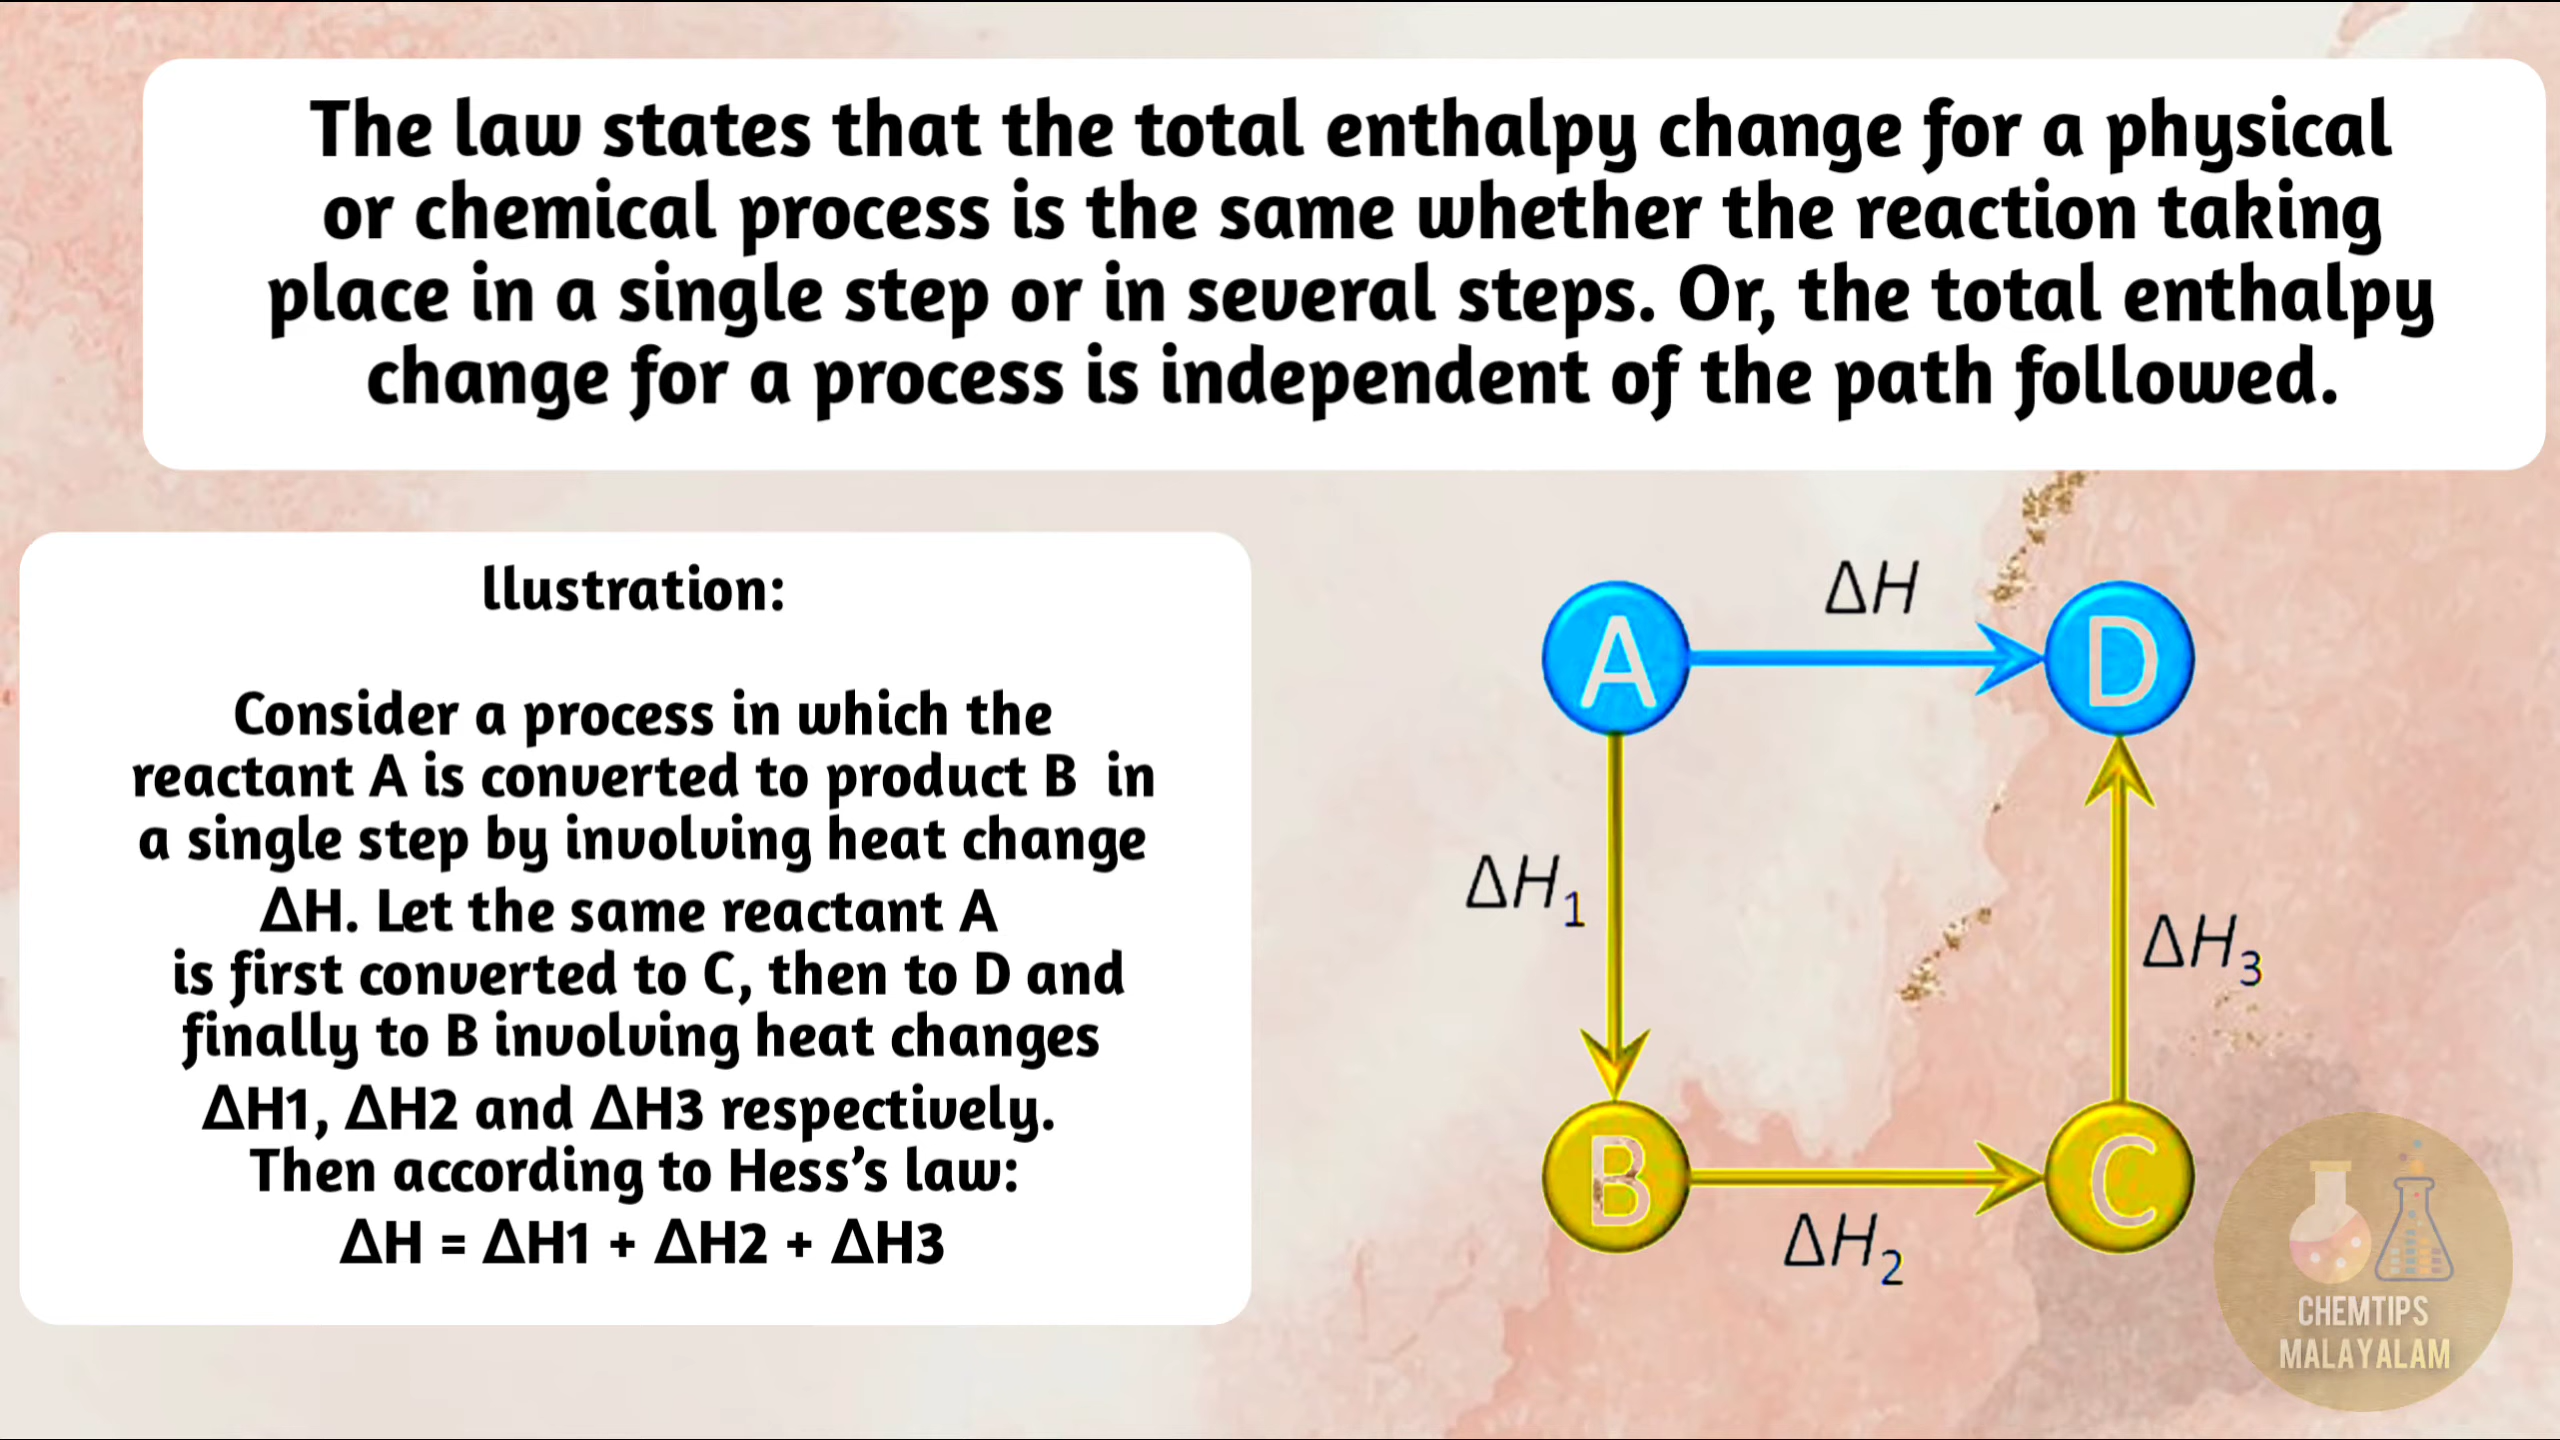 The law states that the total enthalpy change for a physical
or chemical process is the same whether the reaction taking
place in a single step or in several steps. Or, the total enthalpy
change for a process is independent of the path followed.
llustration:
Consider a process in which the
reactant A is converted to product B in
a single step by involving heat change
ΔH. Let the same reactant A
is first converted to C, then to D and
finally to B involving heat changes
ΔH1, ΔH2 and ΔH3 respectively.
Then according to Hess’s law:
ΔH = ΔH1 + ΔH2 + ΔH3
ΔH
A
D
ΔH₁
ΔH₃
B
C
ΔH₂
CHEMTIPS
MALAYALAM